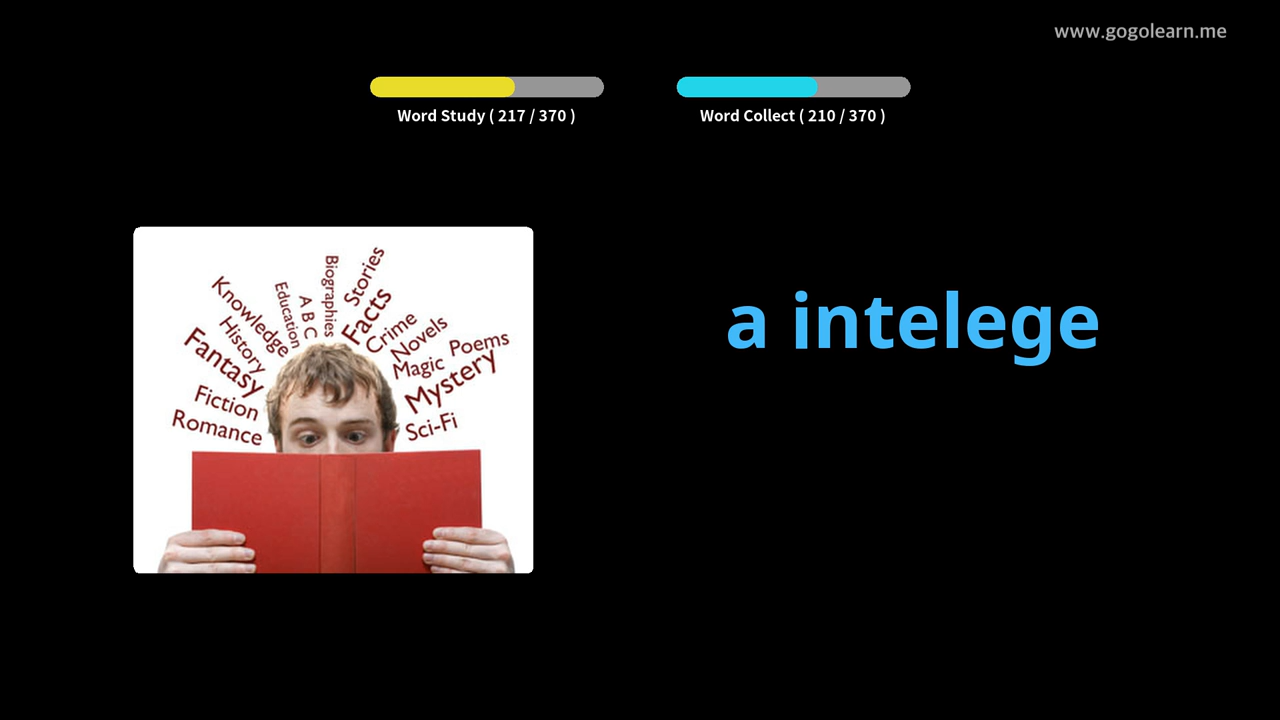 www.gogolearn.me
Word Study ( 217 / 370 )
Word Collect ( 210 / 370 )
a intelege
Knowledge
History
Fantasy
Fiction
Romance
Education
A B C
Biographies
Stories
Facts
Crime
Novels
Magic
Poems
Mystery
Sci-Fi